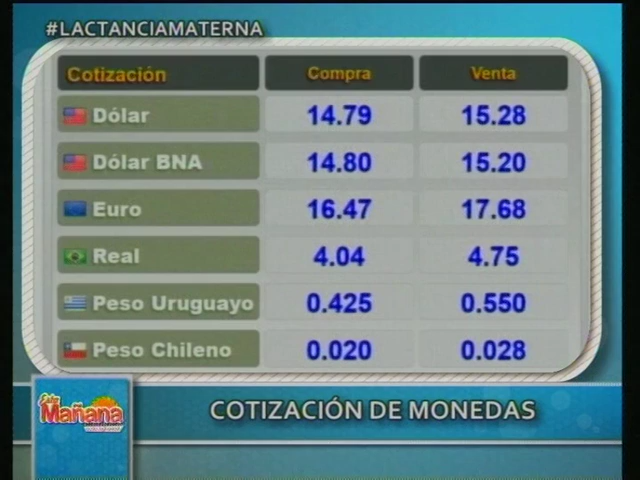 #LACTANCIAMATERNA
Cotización Compra Venta
Dólar 14.79 15.28
Dólar BNA 14.80 15.20
Euro 16.47 17.68
Real 4.04 4.75
Peso Uruguayo 0.425 0.550
Peso Chileno 0.020 0.028
Mañana
COTIZACIÓN DE MONEDAS